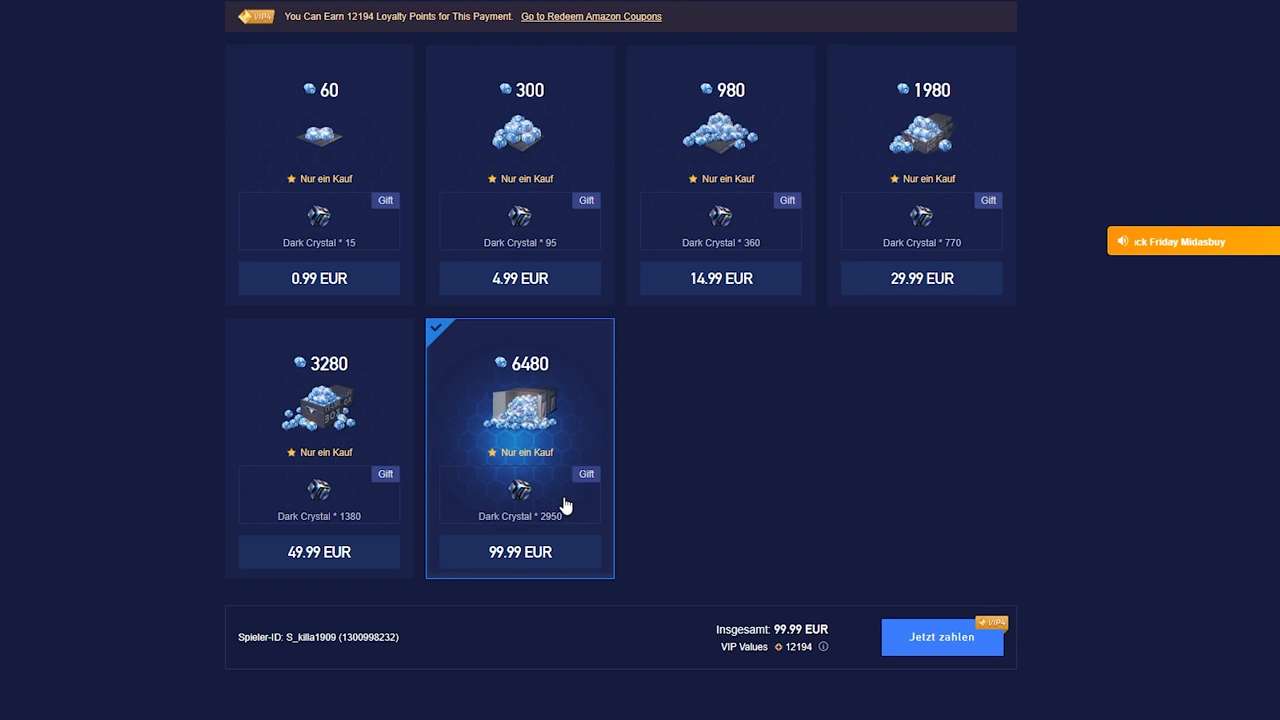 VIP4 You Can Earn 12194 Loyalty Points for This Payment. Go to Redeem Amazon Coupons
60
Nur ein Kauf
Gift
Dark Crystal * 15
0.99 EUR
300
Nur ein Kauf
Gift
Dark Crystal * 95
4.99 EUR
980
Nur ein Kauf
Gift
Dark Crystal * 360
14.99 EUR
1980
Nur ein Kauf
Gift
Dark Crystal * 770
29.99 EUR
ick Friday Midasbuy
3280
Nur ein Kauf
Gift
Dark Crystal * 1380
49.99 EUR
6480
Nur ein Kauf
Gift
Dark Crystal * 2950
99.99 EUR
Spieler-ID: S_killa1909 (1300998232)
Insgesamt: 99.99 EUR
VIP Values 12194
VIP4
Jetzt zahlen